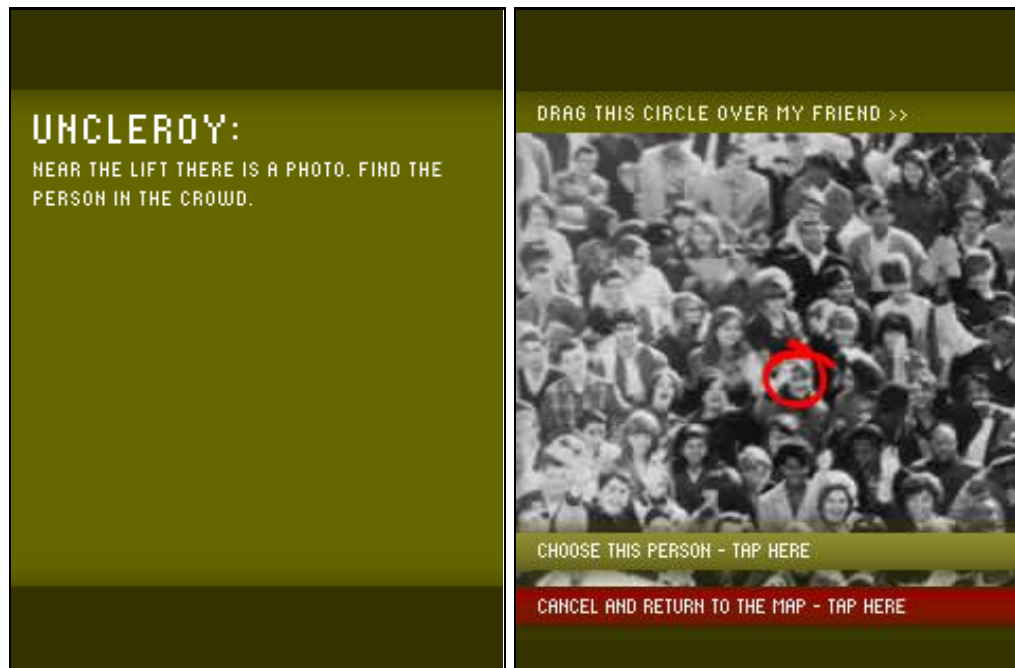 UNCLEROY:
NEAR THE LIFT THERE IS A PHOTO. FIND THE
PERSON IN THE CROWD.
DRAG THIS CIRCLE OVER MY FRIEND >>
CHOOSE THIS PERSON - TAP HERE
CANCEL AND RETURN TO THE MAP - TAP HERE